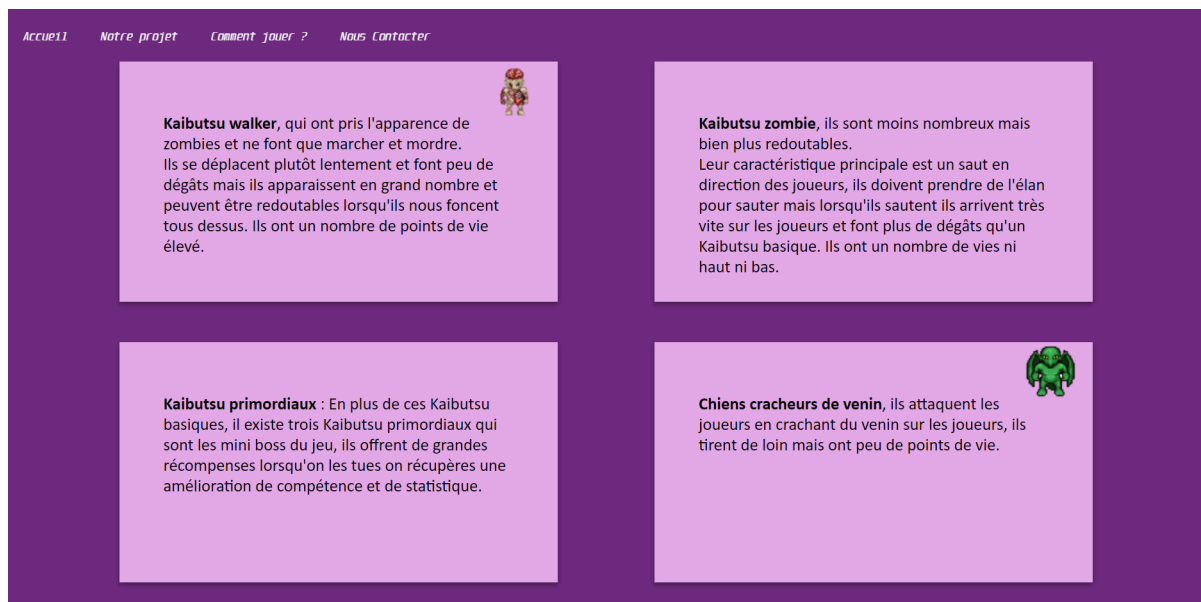 Accueil Notre projet Comment jouer ? Nous Contacter
Kaibutsu walker, qui ont pris l'apparence de
zombies et ne font que marcher et mordre.
Ils se déplacent plutôt lentement et font peu de
dégâts mais ils apparaissent en grand nombre et
peuvent être redoutables lorsqu'ils nous foncent
tous dessus. Ils ont un nombre de points de vie
élevé.
Kaibutsu zombie, ils sont moins nombreux mais
bien plus redoutables.
Leur caractéristique principale est un saut en
direction des joueurs, ils doivent prendre de l'élan
pour sauter mais lorsqu'ils sautent ils arrivent très
vite sur les joueurs et font plus de dégâts qu'un
Kaibutsu basique. Ils ont un nombre de vies ni
haut ni bas.
Kaibutsu primordiaux : En plus de ces Kaibutsu
basiques, il existe trois Kaibutsu primordiaux qui
sont les mini boss du jeu, ils offrent de grandes
récompenses lorsqu'on les tues on récupères une
amélioration de compétence et de statistique.
Chiens cracheurs de venin, ils attaquent les
joueurs en crachant du venin sur les joueurs, ils
tirent de loin mais ont peu de points de vie.